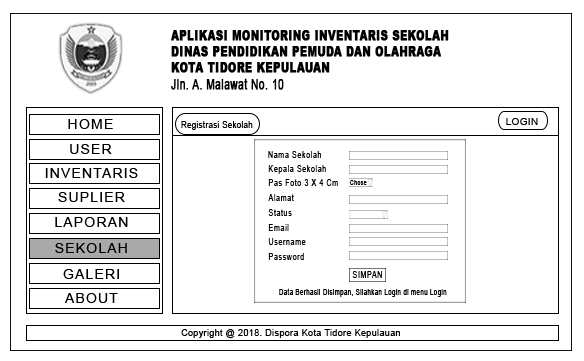 APLIKASI MONITORING INVENTARIS SEKOLAH
DINAS PENDIDIKAN PEMUDA DAN OLAHRAGA
KOTA TIDORE KEPULAUAN
Jln. A. Malawat No. 10
HOME
USER
INVENTARIS
SUPLIER
LAPORAN
SEKOLAH
GALERI
ABOUT
Registrasi Sekolah
LOGIN
Nama Sekolah
Kepala Sekolah
Pas Foto 3 X 4 Cm Chose
Alamat
Status
Email
Username
Password
SIMPAN
Data Berhasil Disimpan, Silahkan Login di menu Login
Copyright @ 2018. Dispora Kota Tidore Kepulauan